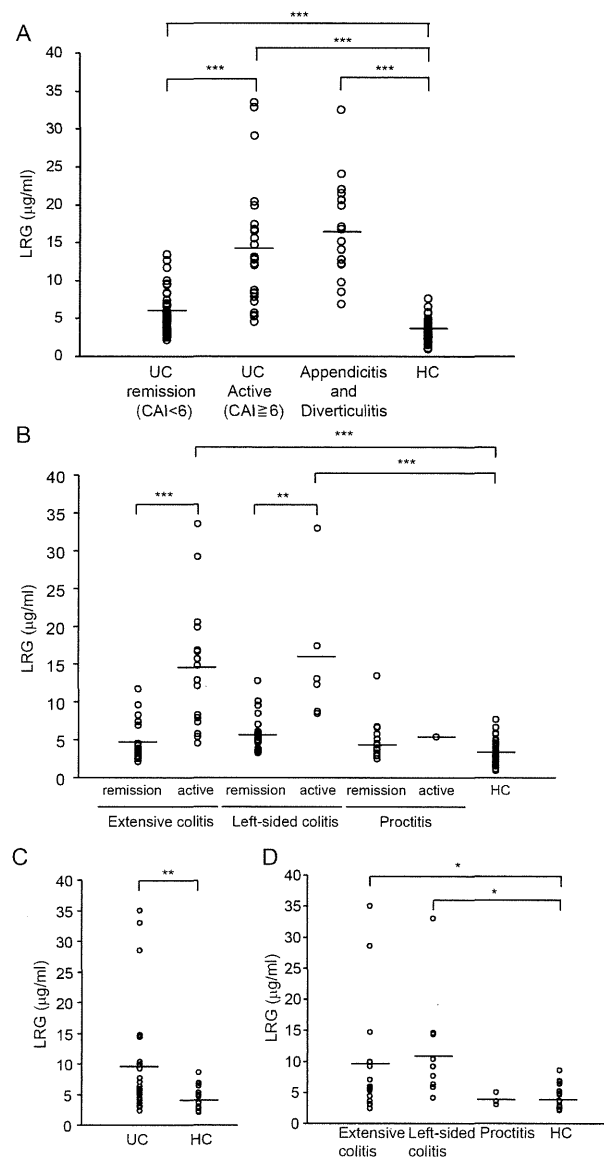 A
***
***
*** ***
LRG (μg/ml)
40
35
30
25
20
15
10
5
0
UC remission (CAI<6)
UC Active (CAI≧6)
Appendicitis and Diverticulitis
HC
B
***
***
*** **
LRG (μg/ml)
40
35
30
25
20
15
10
5
0
remission active remission active remission active HC
Extensive colitis Left-sided colitis Proctitis
C
**
LRG (μg/ml)
40
35
30
25
20
15
10
5
0
UC HC
D
*
*
LRG (μg/ml)
40
35
30
25
20
15
10
5
0
Extensive colitis
Left-sided colitis
Proctitis
HC